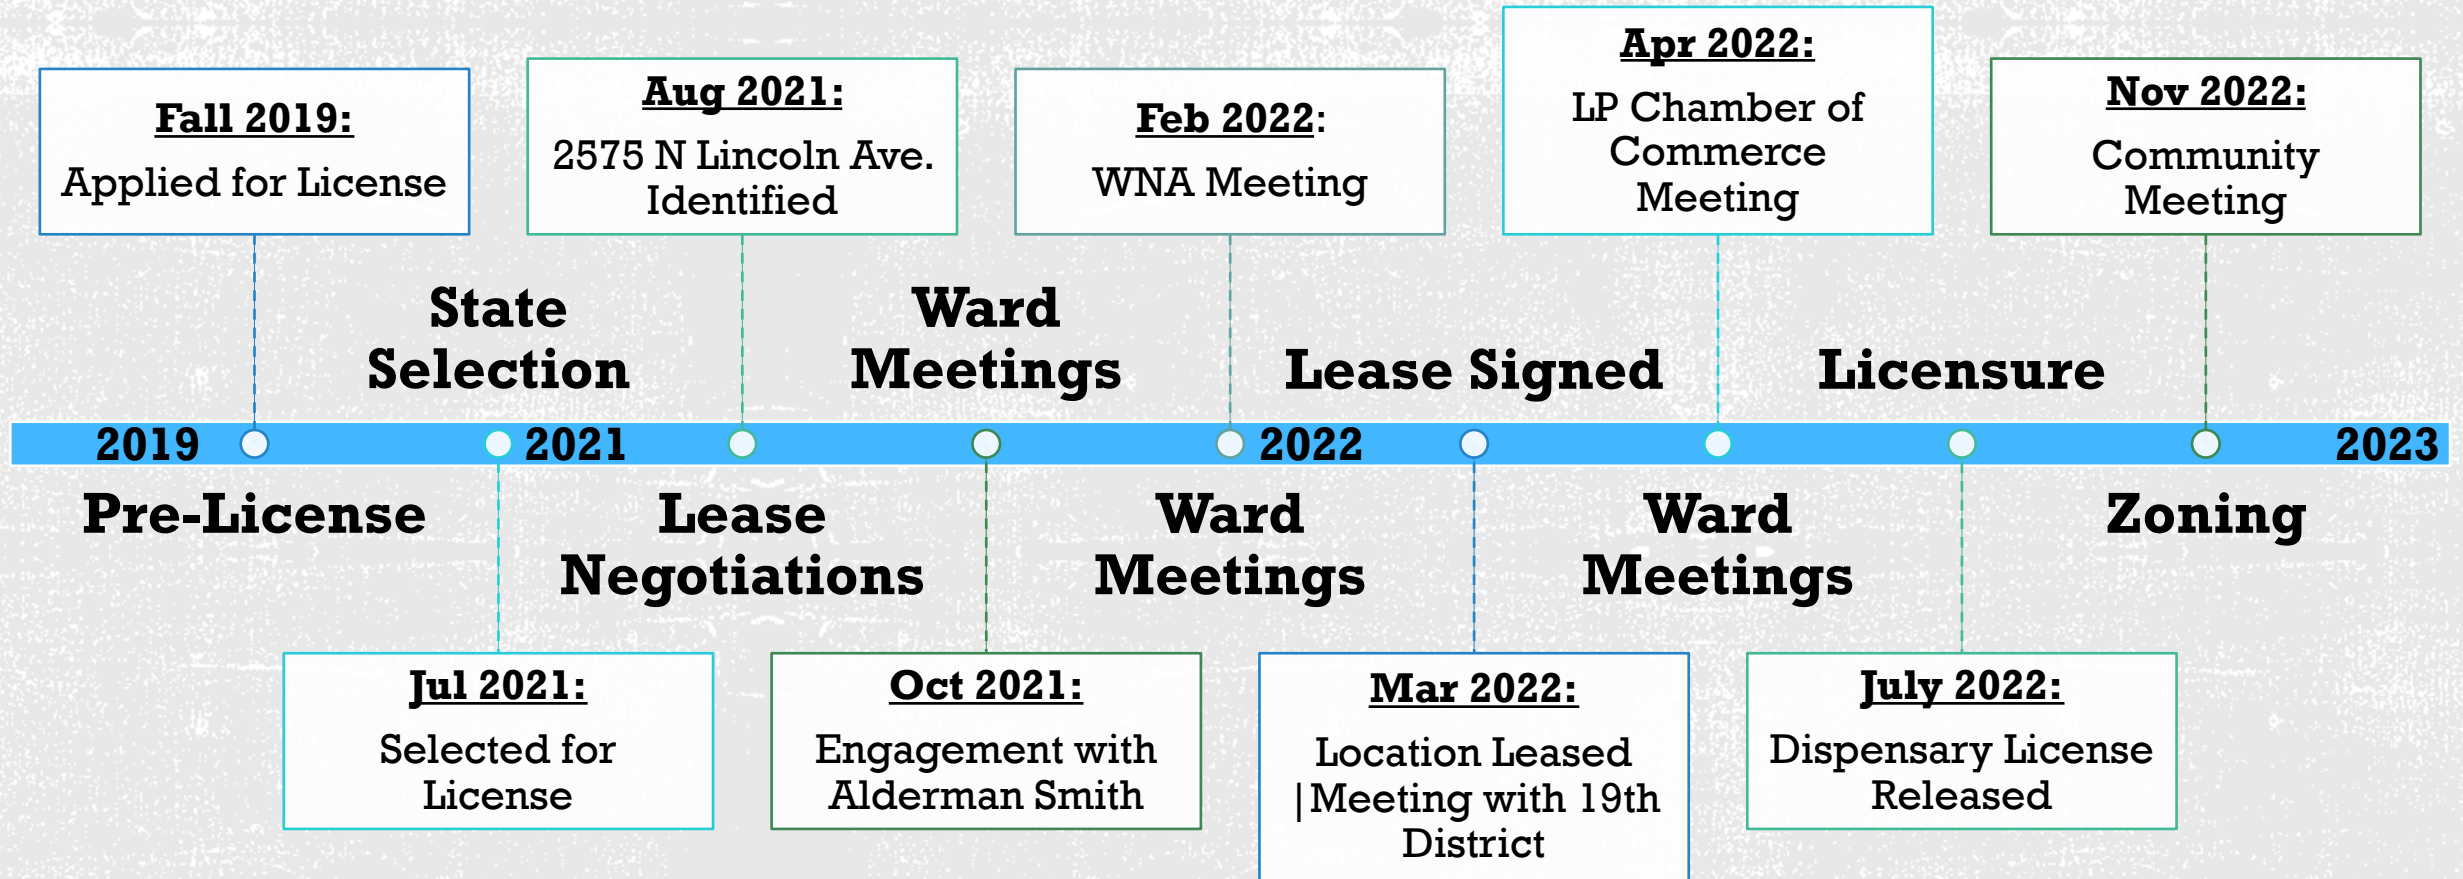 Fall 2019:
Applied for License
Aug 2021:
2575 N Lincoln Ave.
Identified
Feb 2022:
WNA Meeting
Apr 2022:
LP Chamber of
Commerce
Meeting
Nov 2022:
Community
Meeting
State
Selection
Ward
Meetings
Lease Signed
Licensure
2019
2021
2022
2023
Pre-License
Lease
Negotiations
Ward
Meetings
Ward
Meetings
Zoning
Jul 2021:
Selected for
License
Oct 2021:
Engagement with
Alderman Smith
Mar 2022:
Location Leased
|Meeting with 19th
District
July 2022:
Dispensary License
Released